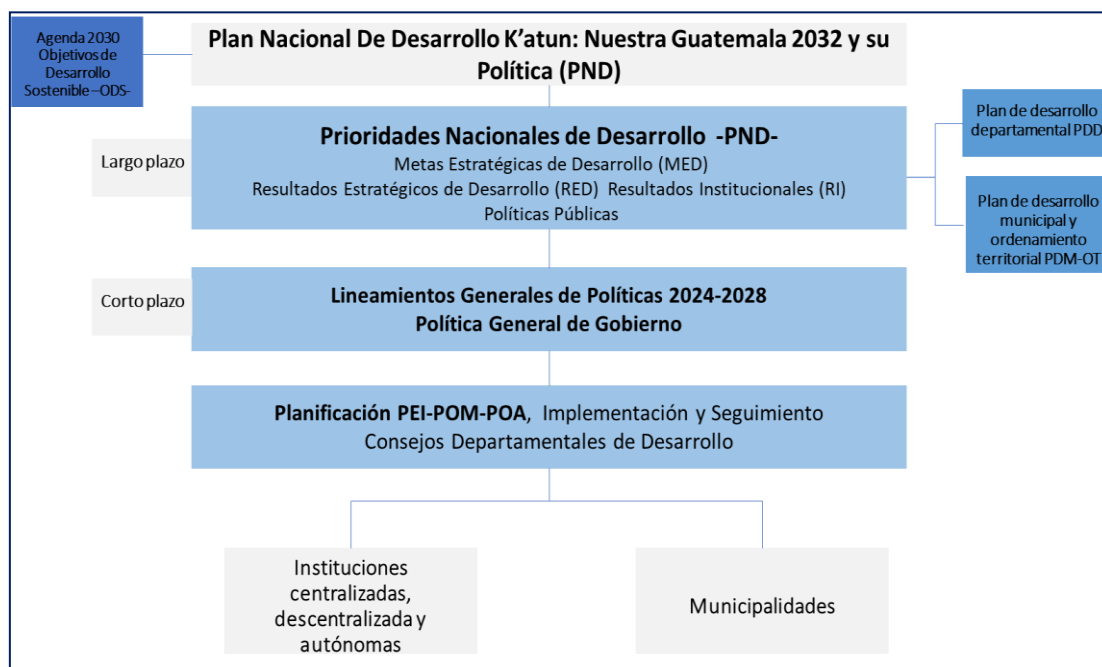 Agenda 2030
Objetivos de
Desarrollo
Sostenible –ODS-
Plan Nacional De Desarrollo K’atun: Nuestra Guatemala 2032 y su
Política (PND)
Largo plazo
Prioridades Nacionales de Desarrollo -PND-
Metas Estratégicas de Desarrollo (MED)
Resultados Estratégicos de Desarrollo (RED) Resultados Institucionales (RI)
Políticas Públicas
Plan de desarrollo
departamental PDD
Plan de desarrollo
municipal y
ordenamiento
territorial PDM-OT
Corto plazo
Lineamientos Generales de Políticas 2024-2028
Política General de Gobierno
Planificación PEI-POM-POA, Implementación y Seguimiento
Consejos Departamentales de Desarrollo
Instituciones
centralizadas,
descentralizada y
autónomas
Municipalidades